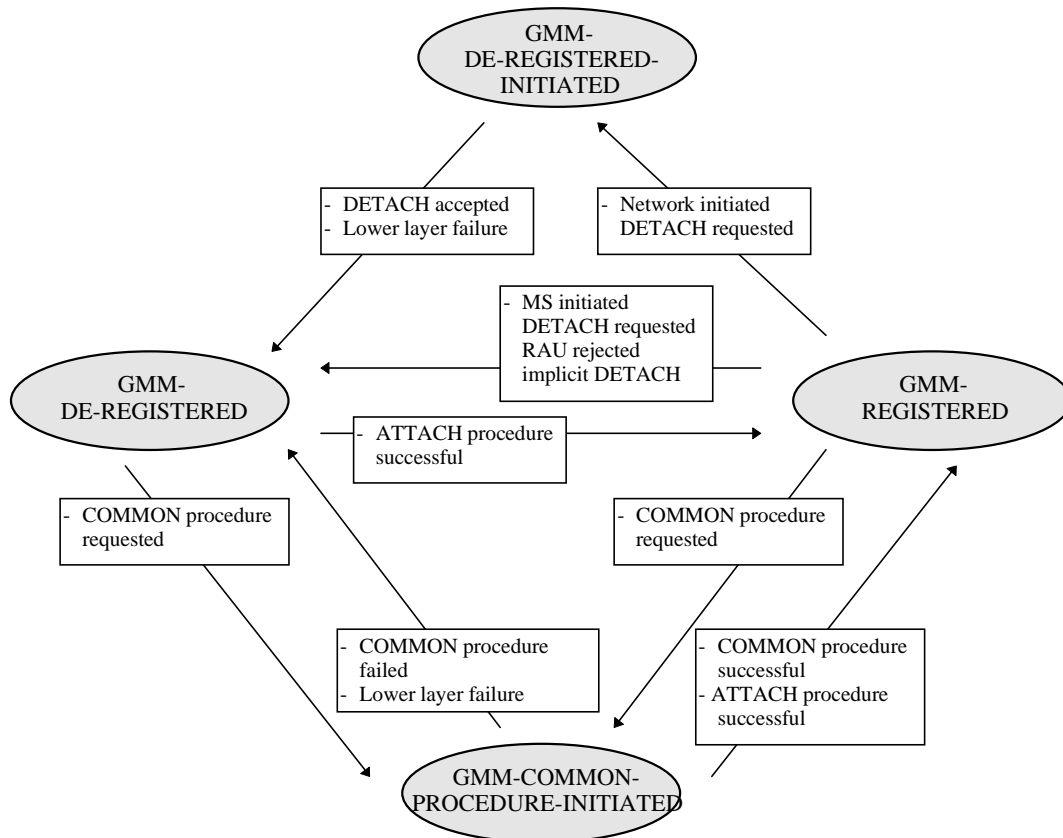 GMM-
DE-REGISTERED-
INITIATED
- DETACH accepted
- Lower layer failure
- Network initiated
DETACH requested
- MS initiated
DETACH requested
RAU rejected
implicit DETACH
GMM-
DE-REGISTERED
GMM-
REGISTERED
- ATTACH procedure
successful
- COMMON procedure
requested
- COMMON procedure
requested
- COMMON procedure
failed
- Lower layer failure
- COMMON procedure
successful
- ATTACH procedure
successful
GMM-COMMON-
PROCEDURE-INITIATED